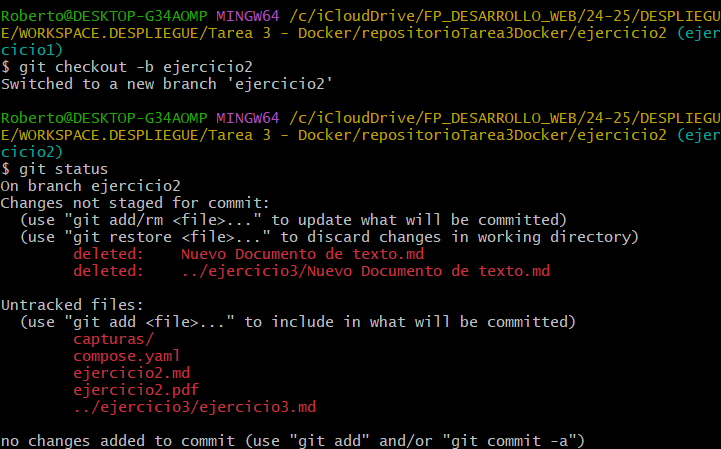 Roberto@DESKTOP-G34AOMP MINGW64 /c/iCloudDrive/FP_DESARROLLO_WEB/24-25/DESPLIEGU
E/WORKSPACE.DESPLIEGUE/Tarea 3 - Docker/repositorioTarea3Docker/ejercicio2 (ejer
cicio1)
$ git checkout -b ejercicio2
Switched to a new branch 'ejercicio2'
Roberto@DESKTOP-G34AOMP MINGW64 /c/iCloudDrive/FP_DESARROLLO_WEB/24-25/DESPLIEGU
E/WORKSPACE.DESPLIEGUE/Tarea 3 - Docker/repositorioTarea3Docker/ejercicio2 (ejer
cicio2)
$ git status
On branch ejercicio2
Changes not staged for commit:
  (use "git add/rm <file>..." to update what will be committed)
  (use "git restore <file>..." to discard changes in working directory)
        deleted:    Nuevo Documento de texto.md
        deleted:    ../ejercicio3/Nuevo Documento de texto.md
Untracked files:
  (use "git add <file>..." to include in what will be committed)
        capturas/
        compose.yaml
        ejercicio2.md
        ejercicio2.pdf
        ../ejercicio3/ejercicio3.md
no changes added to commit (use "git add" and/or "git commit -a")